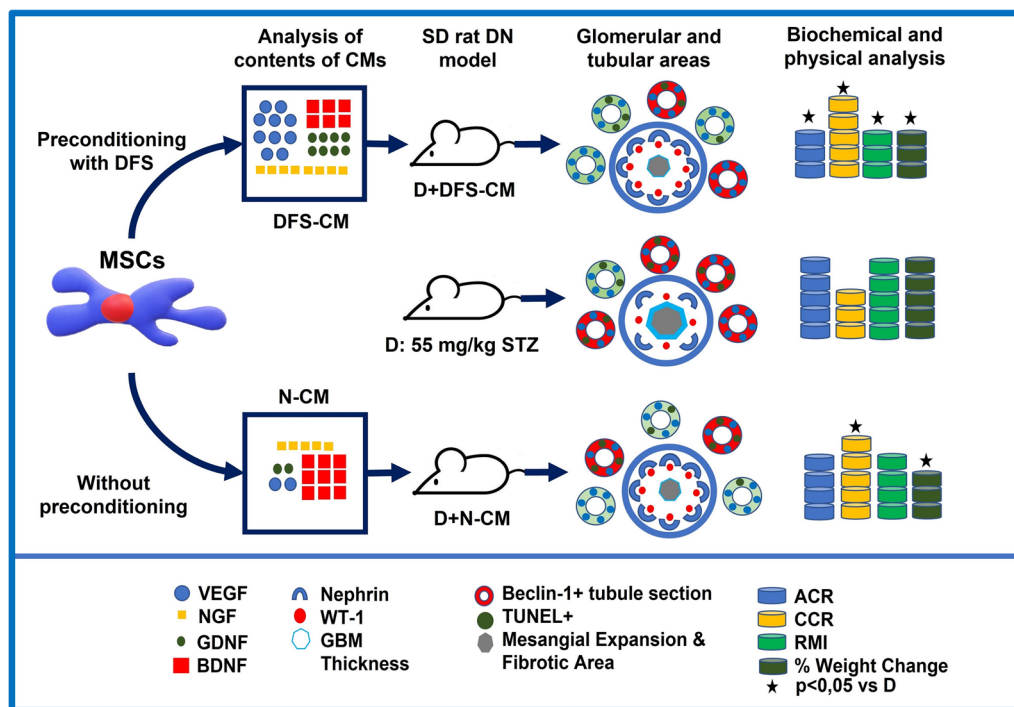 Analysis of
contents of CMs
SD rat DN
model
Glomerular and
tubular areas
Biochemical and
physical analysis
Preconditioning
with DFS
DFS-CM
D+DFS-CM
MSCs
D: 55 mg/kg STZ
N-CM
Without
preconditioning
D+N-CM
VEGF
NGF
GDNF
BDNF
Nephrin
WT-1
GBM
Thickness
Beclin-1+ tubule section
TUNEL+
Mesangial Expansion &
Fibrotic Area
ACR
CCR
RMI
% Weight Change
p<0,05 vs D